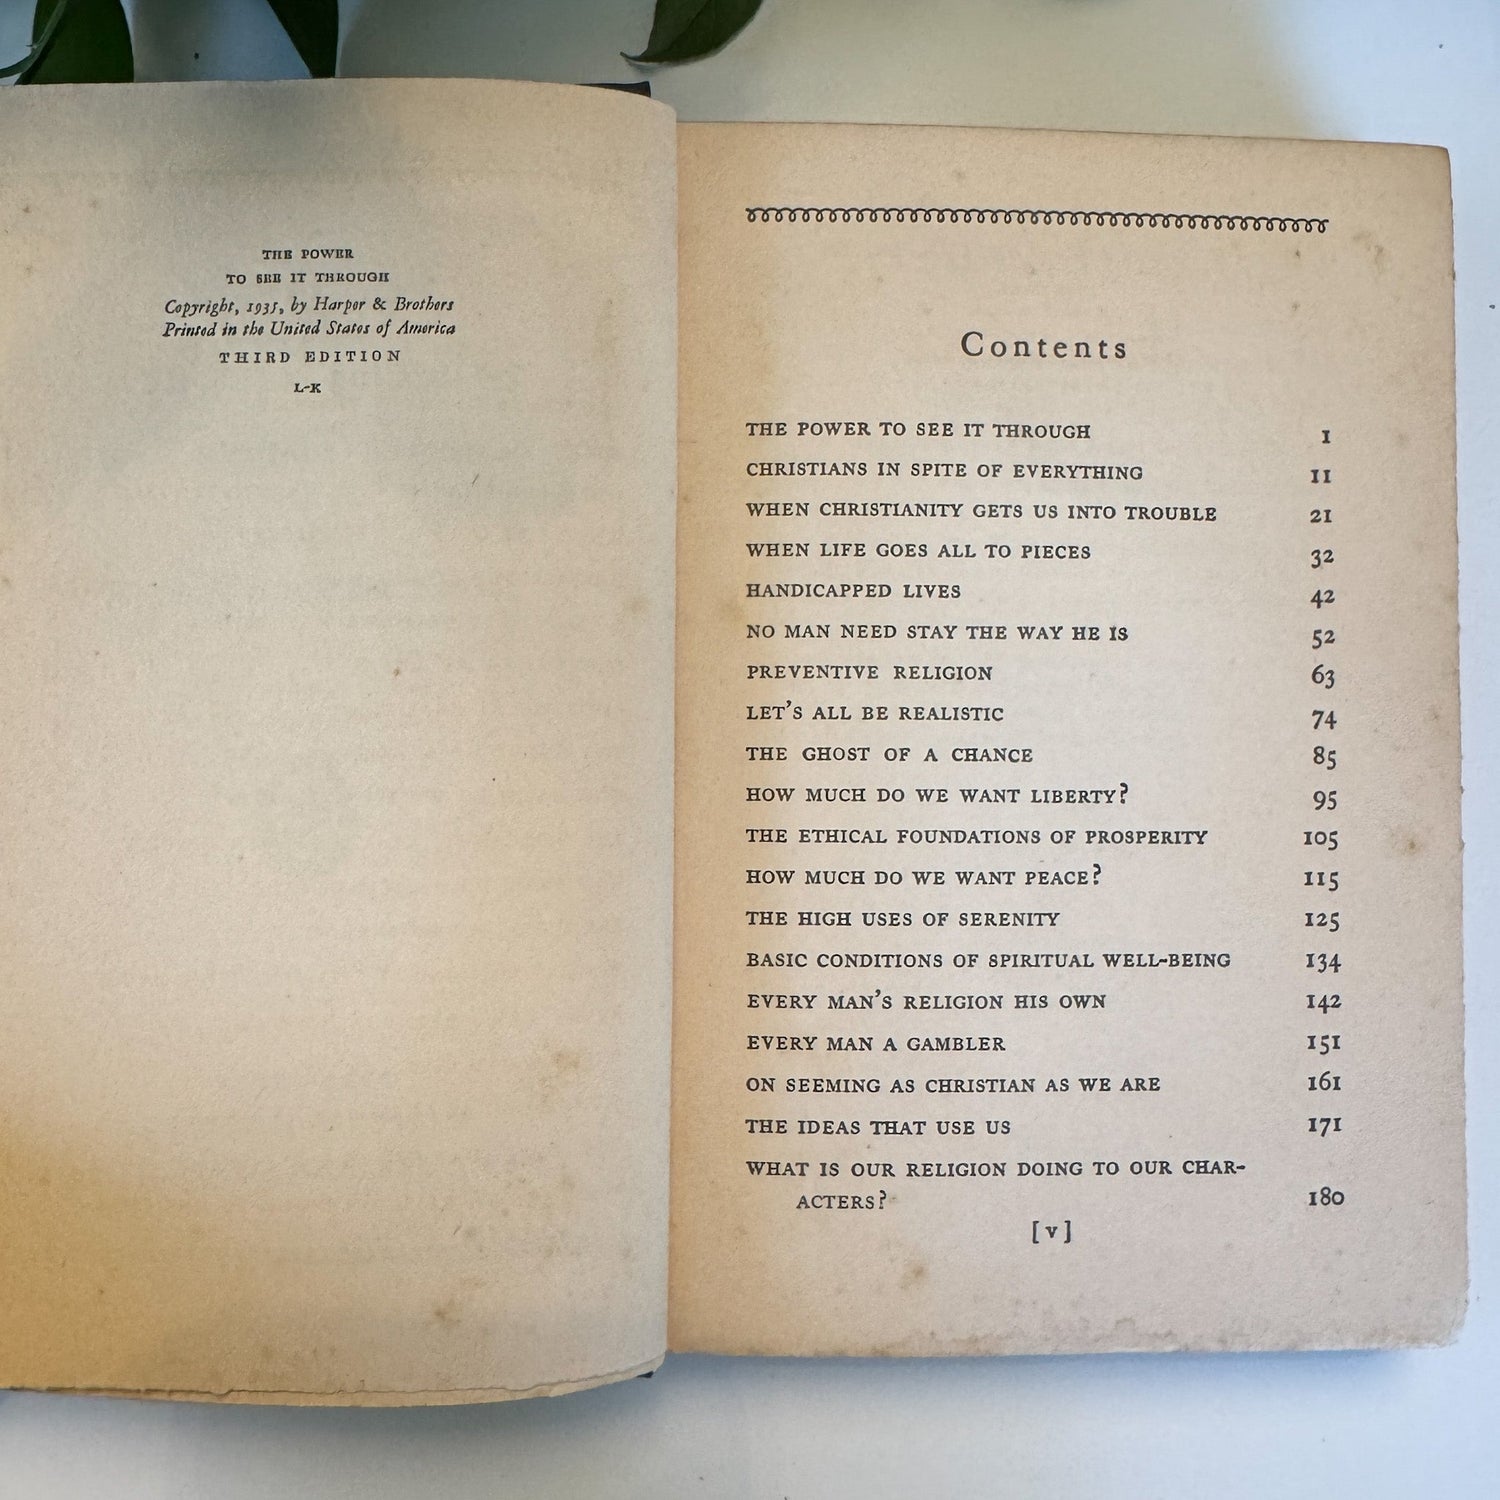 THE POWER
TO SEE IT THROUGH
Copyright, 1935, by Harper & Brothers
Printed in the United States of America
THIRD EDITION
L-K
Contents
THE POWER TO SEE IT THROUGH 1
CHRISTIANS IN SPITE OF EVERYTHING 11
WHEN CHRISTIANITY GETS US INTO TROUBLE 21
WHEN LIFE GOES ALL TO PIECES 32
HANDICAPPED LIVES 42
NO MAN NEED STAY THE WAY HE IS 52
PREVENTIVE RELIGION 63
LET'S ALL BE REALISTIC 74
THE GHOST OF A CHANCE 85
HOW MUCH DO WE WANT LIBERTY? 95
THE ETHICAL FOUNDATIONS OF PROSPERITY 105
HOW MUCH DO WE WANT PEACE? 115
THE HIGH USES OF SERENITY 125
BASIC CONDITIONS OF SPIRITUAL WELL-BEING 134
EVERY MAN'S RELIGION HIS OWN 142
EVERY MAN A GAMBLER 151
ON SEEMING AS CHRISTIAN AS WE ARE 161
THE IDEAS THAT USE US 171
WHAT IS OUR RELIGION DOING TO OUR CHAR-
ACTERS? 180
[v]